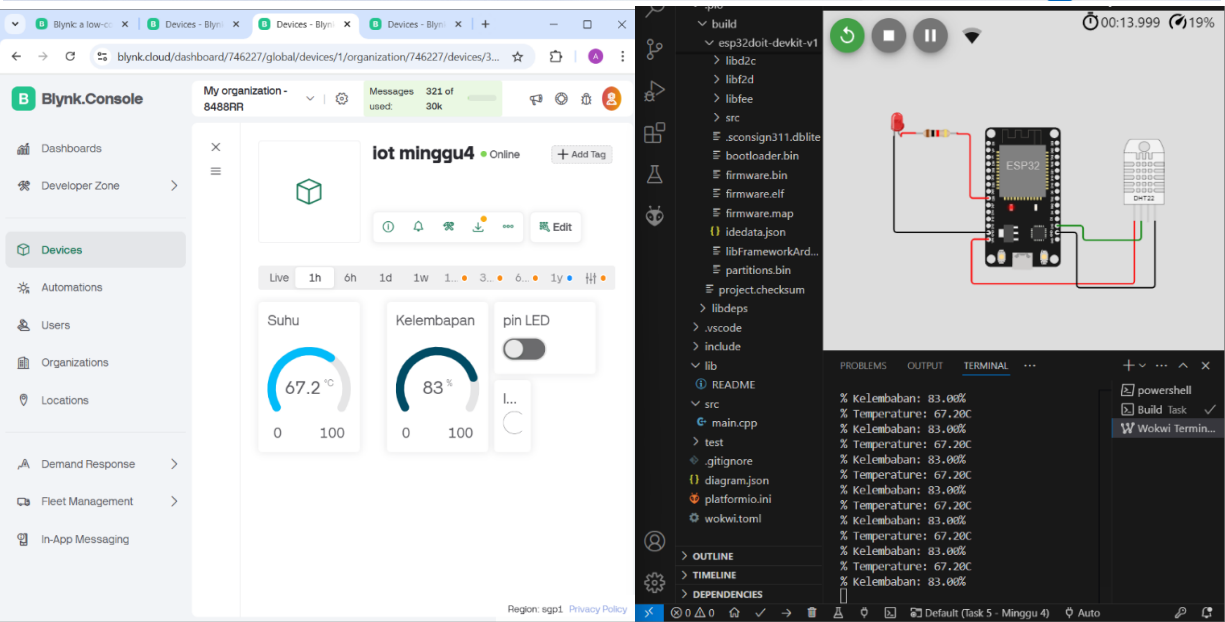 Blynk: a low-cc
Devices - Blyni
Devices - Blynk
Devices - Blyni
blynk.cloud/dashboard/746227/global/devices/1/organization/746227/devices/3...
A
B
Blynk.Console
My organization -
8488RR
Messages used:
321 of 30k
Dashboards
Developer Zone
Devices
Automations
Users
Organizations
Locations
Demand Response
Fleet Management
In-App Messaging
iot minggu4
Online
+ Add Tag
Edit
Live 1h 6h 1d 1w 1... 3... 6... 1y
Suhu
67.2 °C
0 100
Kelembapan
83 %
0 100
pin LED
I...
Region: sgp1 Privacy Policy
build
esp32doit-devkit-v1
libd2c
libf2d
libfee
src
.sconsign311.dblite
bootloader.bin
firmware.bin
firmware.elf
firmware.map
{} idedata.json
libFrameworkArd...
partitions.bin
project.checksum
libdeps
.vscode
include
lib
README
src
main.cpp
test
.gitignore
{} diagram.json
platformio.ini
wokwi.toml
OUTLINE
TIMELINE
DEPENDENCIES
00:13.999 19%
ESP32
DHT22
PROBLEMS OUTPUT TERMINAL ...
% Kelembaban: 83.00%
% Temperature: 67.20C
% Kelembaban: 83.00%
% Temperature: 67.20C
% Kelembaban: 83.00%
% Temperature: 67.20C
% Kelembaban: 83.00%
% Temperature: 67.20C
% Kelembaban: 83.00%
% Temperature: 67.20C
% Kelembaban: 83.00%
% Temperature: 67.20C
% Kelembaban: 83.00%
powershell
Build Task
Wokwi Termin...
0 0
Default (Task 5 - Minggu 4)
Auto